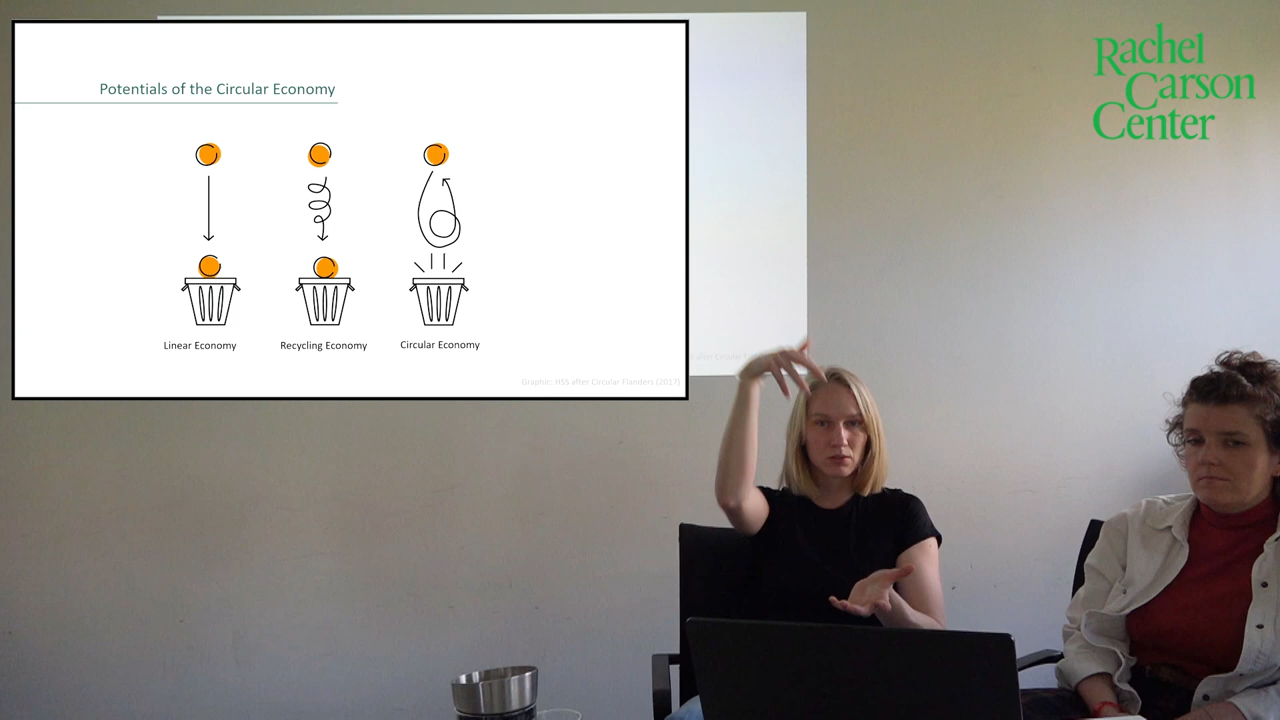 Potentials of the Circular Economy
Linear Economy
Recycling Economy
Circular Economy
Graphic: HSS after Circular Flanders (2017)
Rachel
Carson
Center